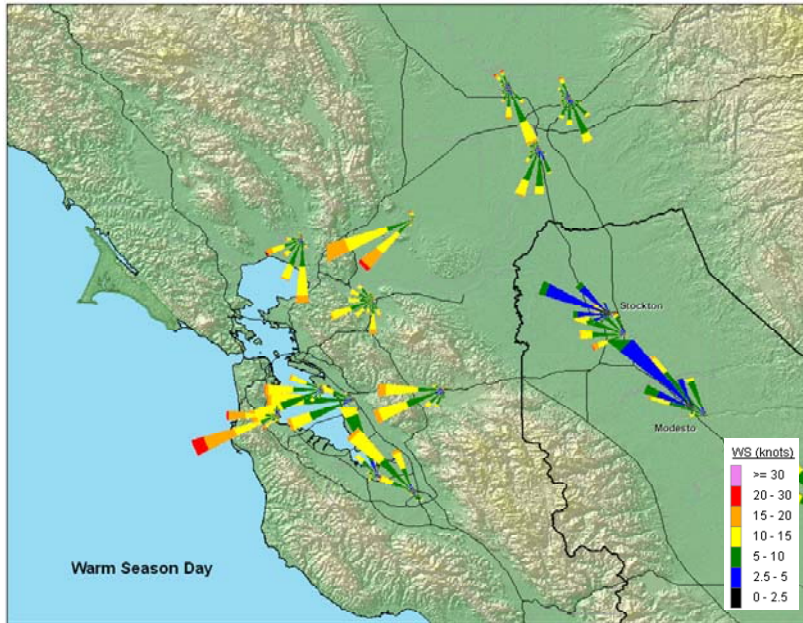 Stockton
Modesto
WS (knots)
>= 30
20 - 30
15 - 20
10 - 15
5 - 10
2.5 - 5
0 - 2.5
Warm Season Day